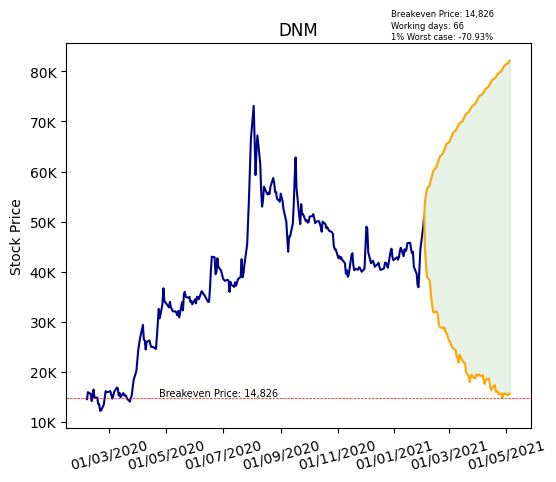 Breakeven Price: 14,826
Working days: 66
1% Worst case: -70.93%
DNM
Stock Price
80K
70K
60K
50K
40K
30K
20K
10K
Breakeven Price: 14,826
01/03/2020
01/05/2020
01/07/2020
01/09/2020
01/11/2020
01/01/2021
01/03/2021
01/05/2021